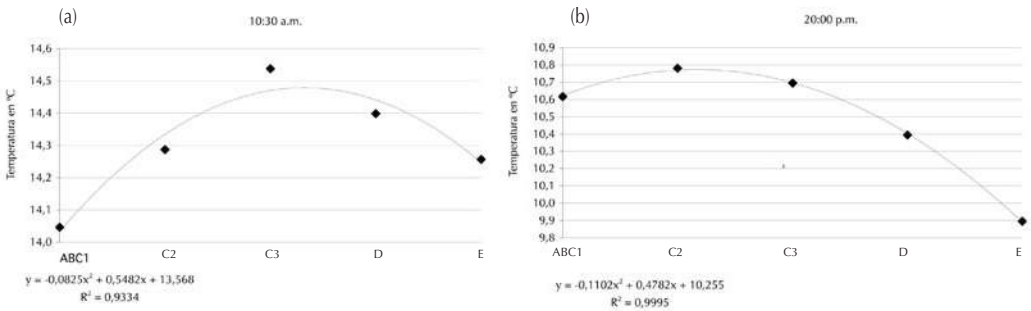 (a)
10:30 a.m.
Temperatura en ºC
14,6
14,5
14,4
14,3
14,2
14,1
14,0
ABC1 C2 C3 D E
y = -0,0825x² + 0,5482x + 13,568
R² = 0,9334
(b)
20:00 p.m.
Temperatura en ºC
10,9
10,8
10,7
10,6
10,5
10,4
10,3
10,2
10,1
10,0
9,9
9,8
ABC1 C2 C3 D E
y = -0,1102x² + 0,4782x + 10,255
R² = 0,9995